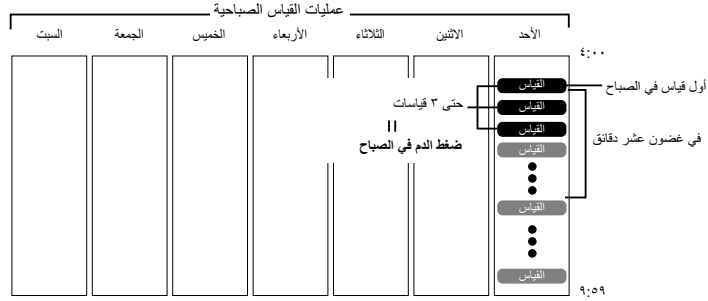 عمليات القياس الصباحية
الأحد
الاثنين
الثلاثاء
الأربعاء
الخميس
الجمعة
السبت
٤:٠٠
القياس
أول قياس في الصباح
القياس
حتى ٣ قياسات
القياس
في غضون عشر دقائق
=
ضغط الدم في الصباح
القياس
القياس
القياس
٩:٥٩